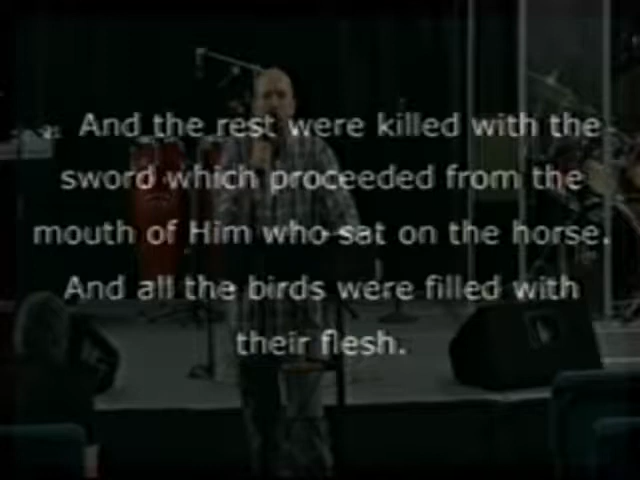 And the rest were killed with the
sword which proceeded from the
mouth of Him who sat on the horse.
And all the birds were filled with
their flesh.